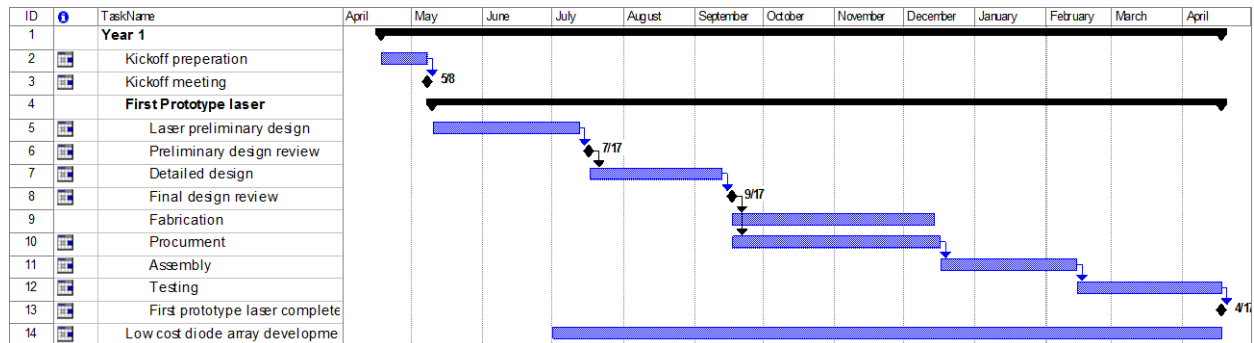 ID TaskName April May June July August September October November December January February March April
1 Year 1
2 Kickoff preperation
3 Kickoff meeting 5/8
4 First Prototype laser
5 Laser preliminary design
6 Preliminary design review 7/17
7 Detailed design
8 Final design review 9/17
9 Fabrication
10 Procurment
11 Assembly
12 Testing
13 First prototype laser complete 4/17
14 Low cost diode array developme